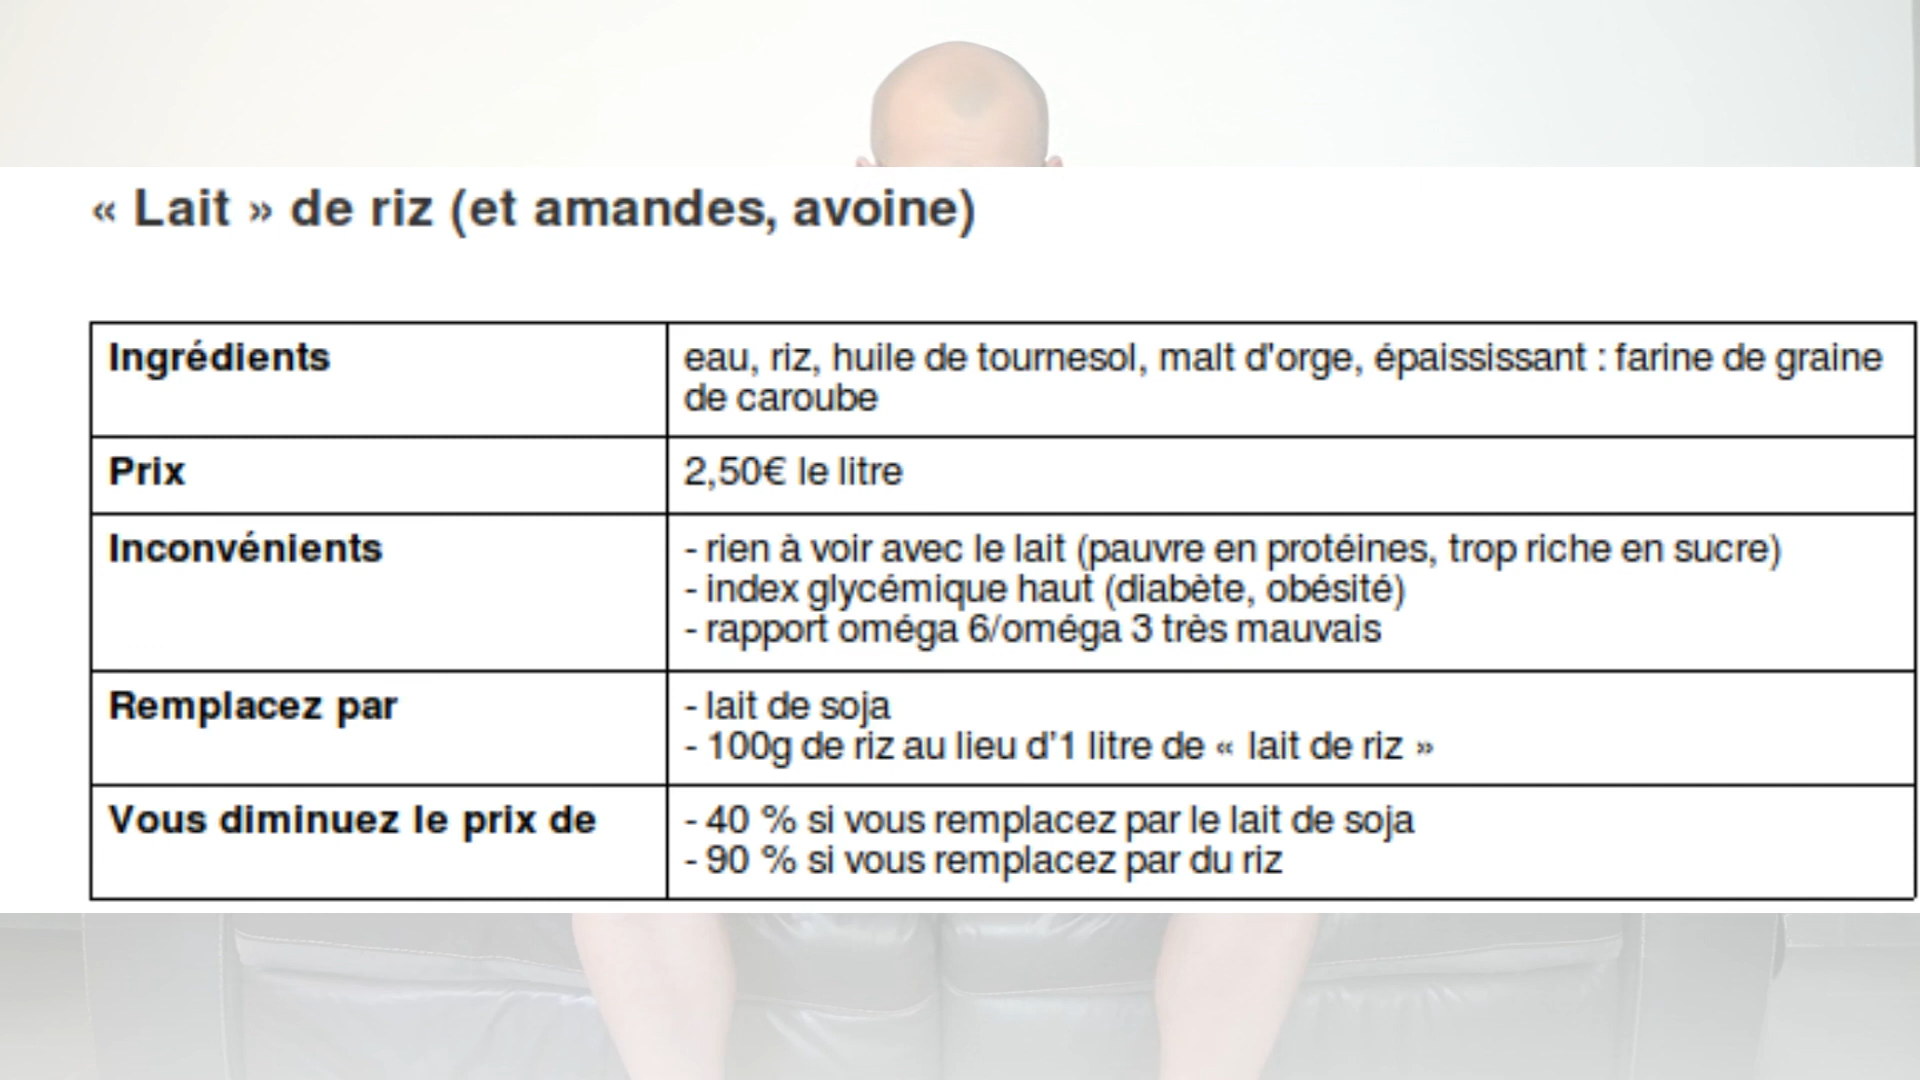 « Lait » de riz (et amandes, avoine)
Ingrédients
eau, riz, huile de tournesol, malt d'orge, épaississant : farine de graine
de caroube
Prix
2,50€ le litre
Inconvénients
- rien à voir avec le lait (pauvre en protéines, trop riche en sucre)
- index glycémique haut (diabète, obésité)
- rapport oméga 6/oméga 3 très mauvais
Remplacez par
- lait de soja
- 100g de riz au lieu d’1 litre de « lait de riz »
Vous diminuez le prix de
- 40 % si vous remplacez par le lait de soja
- 90 % si vous remplacez par du riz